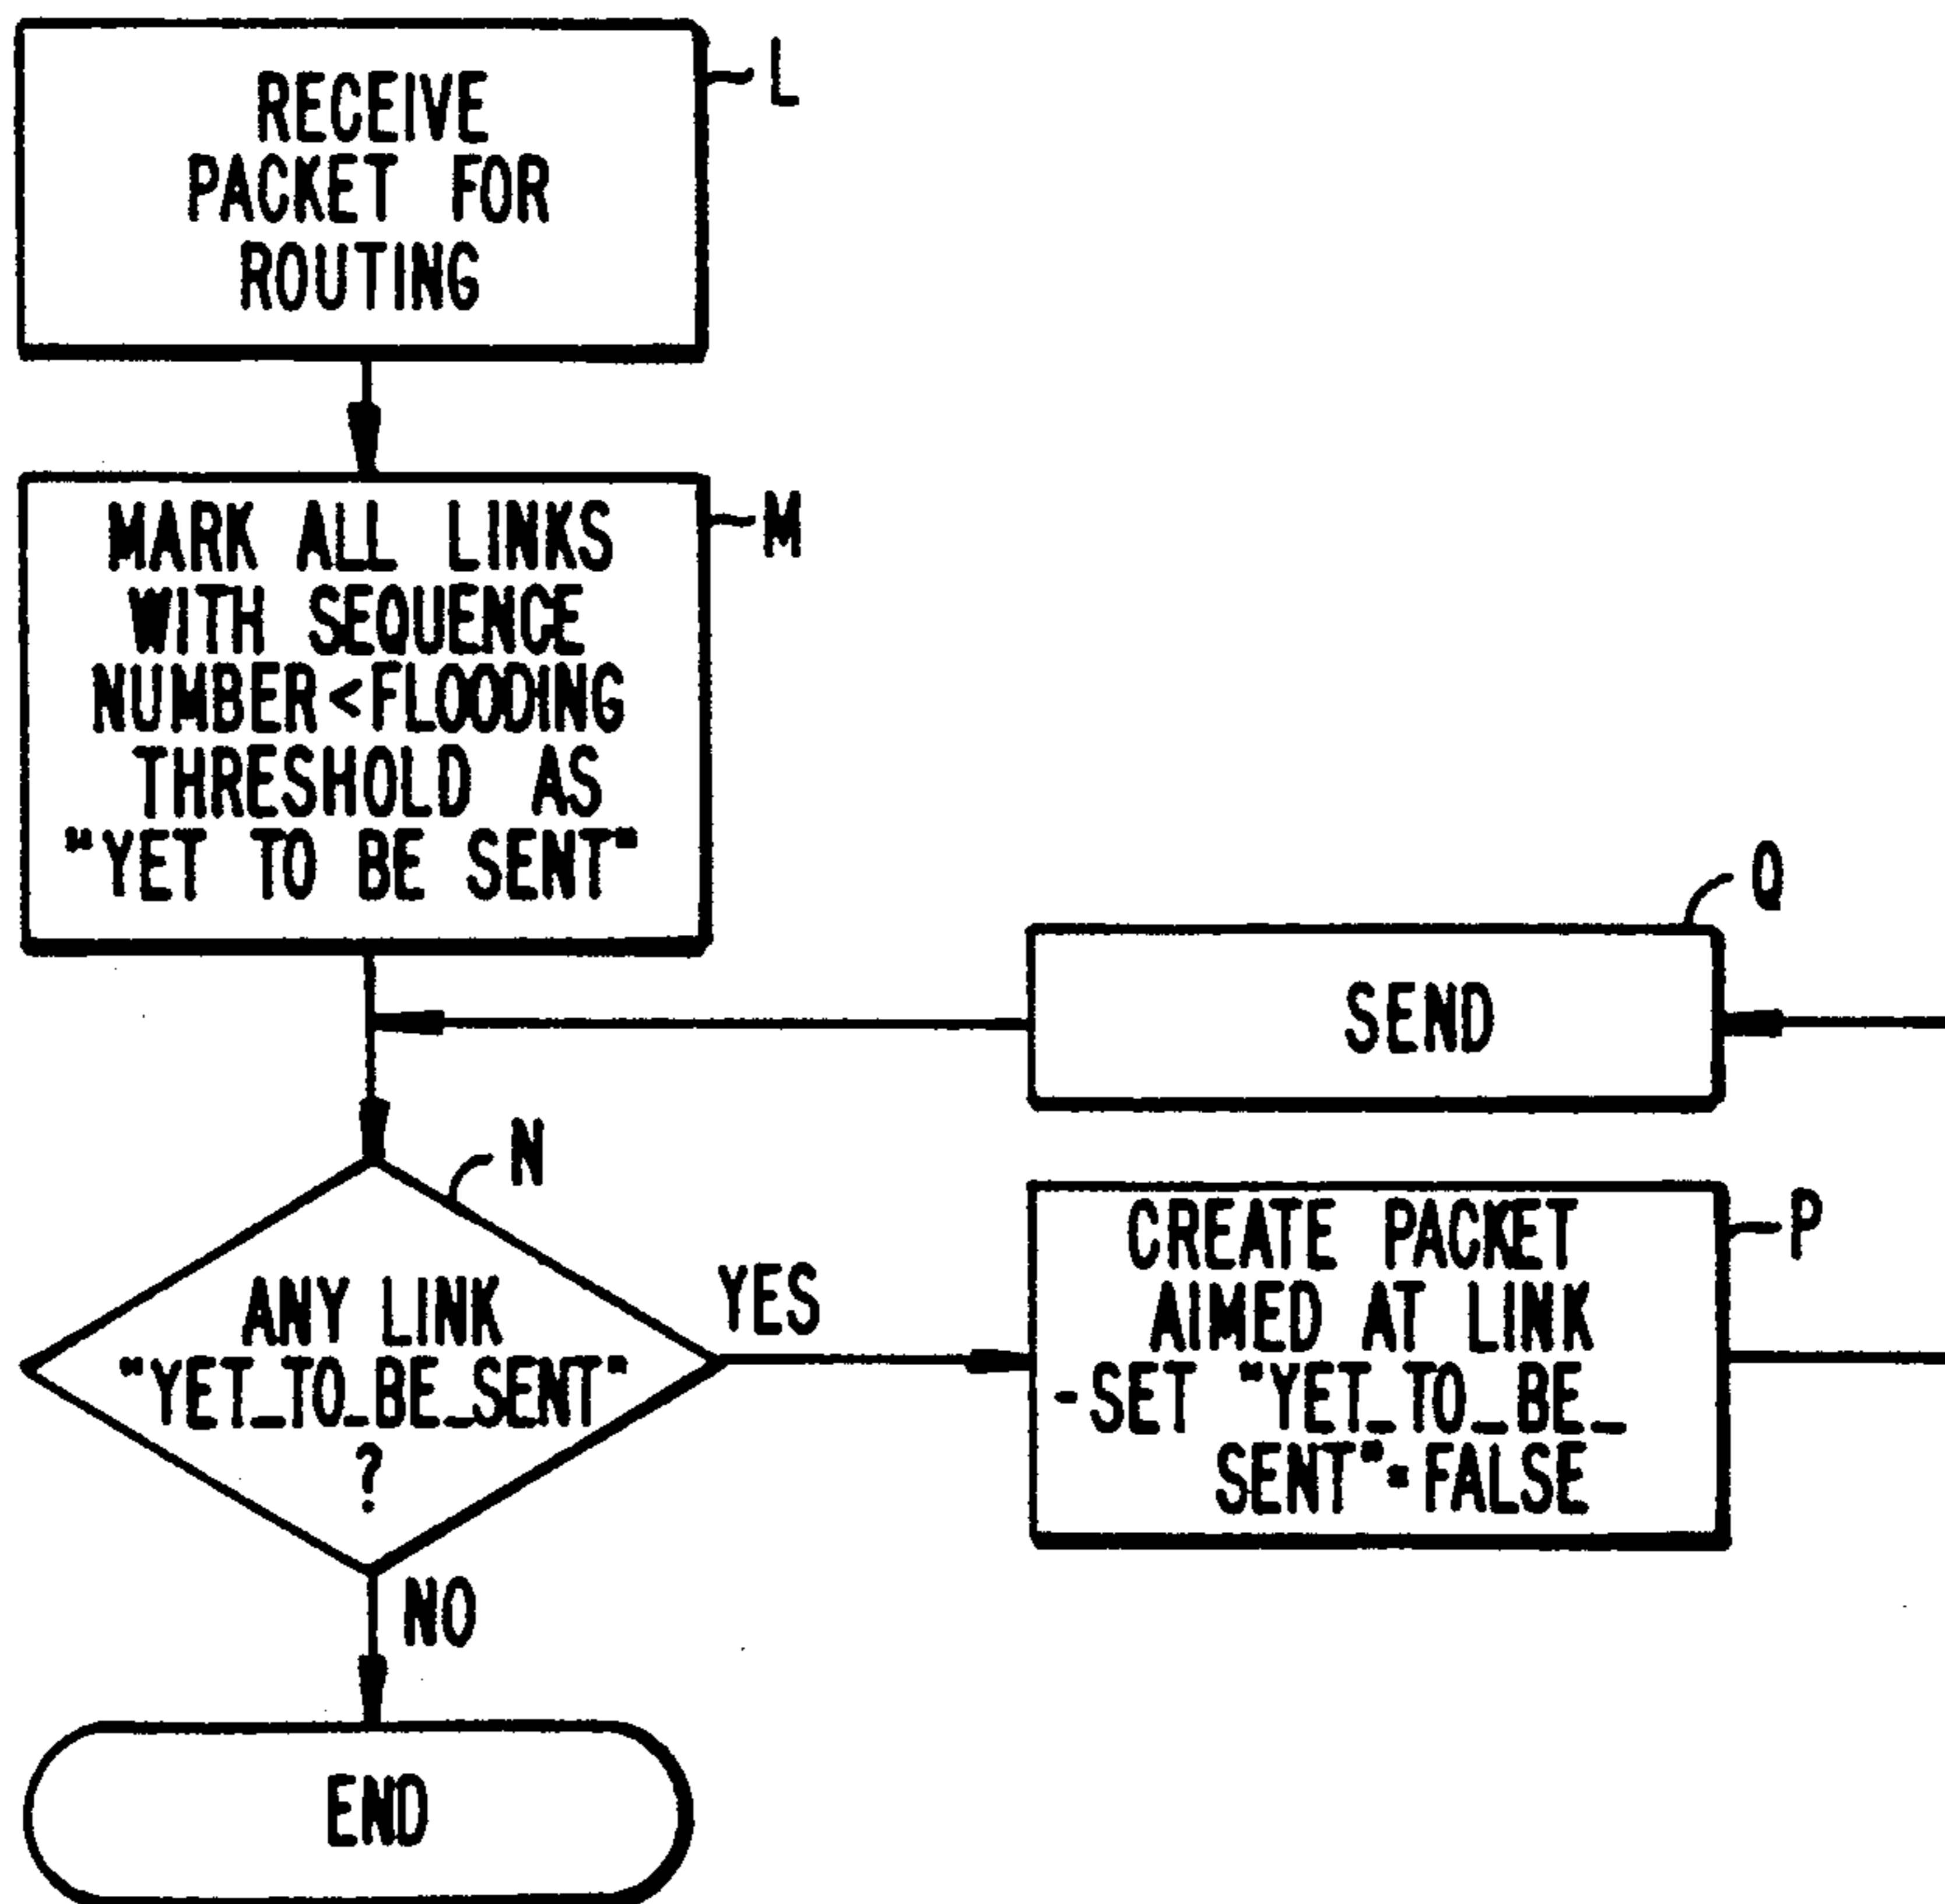 RECEIVE
PACKET FOR
ROUTING
L
MARK ALL LINKS
WITH SEQUENCE
NUMBER<FLOODING
THRESHOLD AS
"YET TO BE SENT"
M
Q
SEND
N
ANY LINK
"YET_TO_BE_SENT"
?
YES
CREATE PACKET
AIMED AT LINK
-SET "YET_TO_BE_
SENT"=FALSE
P
NO
END